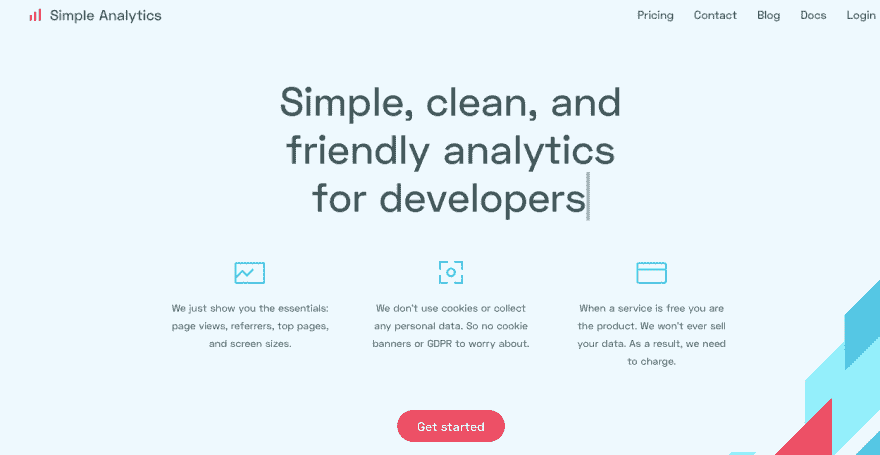 Simple Analytics
Pricing Contact Blog Docs Login
Simple, clean, and
friendly analytics
for developers
We just show you the essentials:
page views, referrers, top pages,
and screen sizes.
We don't use cookies or collect
any personal data. So no cookie
banners or GDPR to worry about.
When a service is free you are
the product. We won't ever sell
your data. As a result, we need
to charge.
Get started